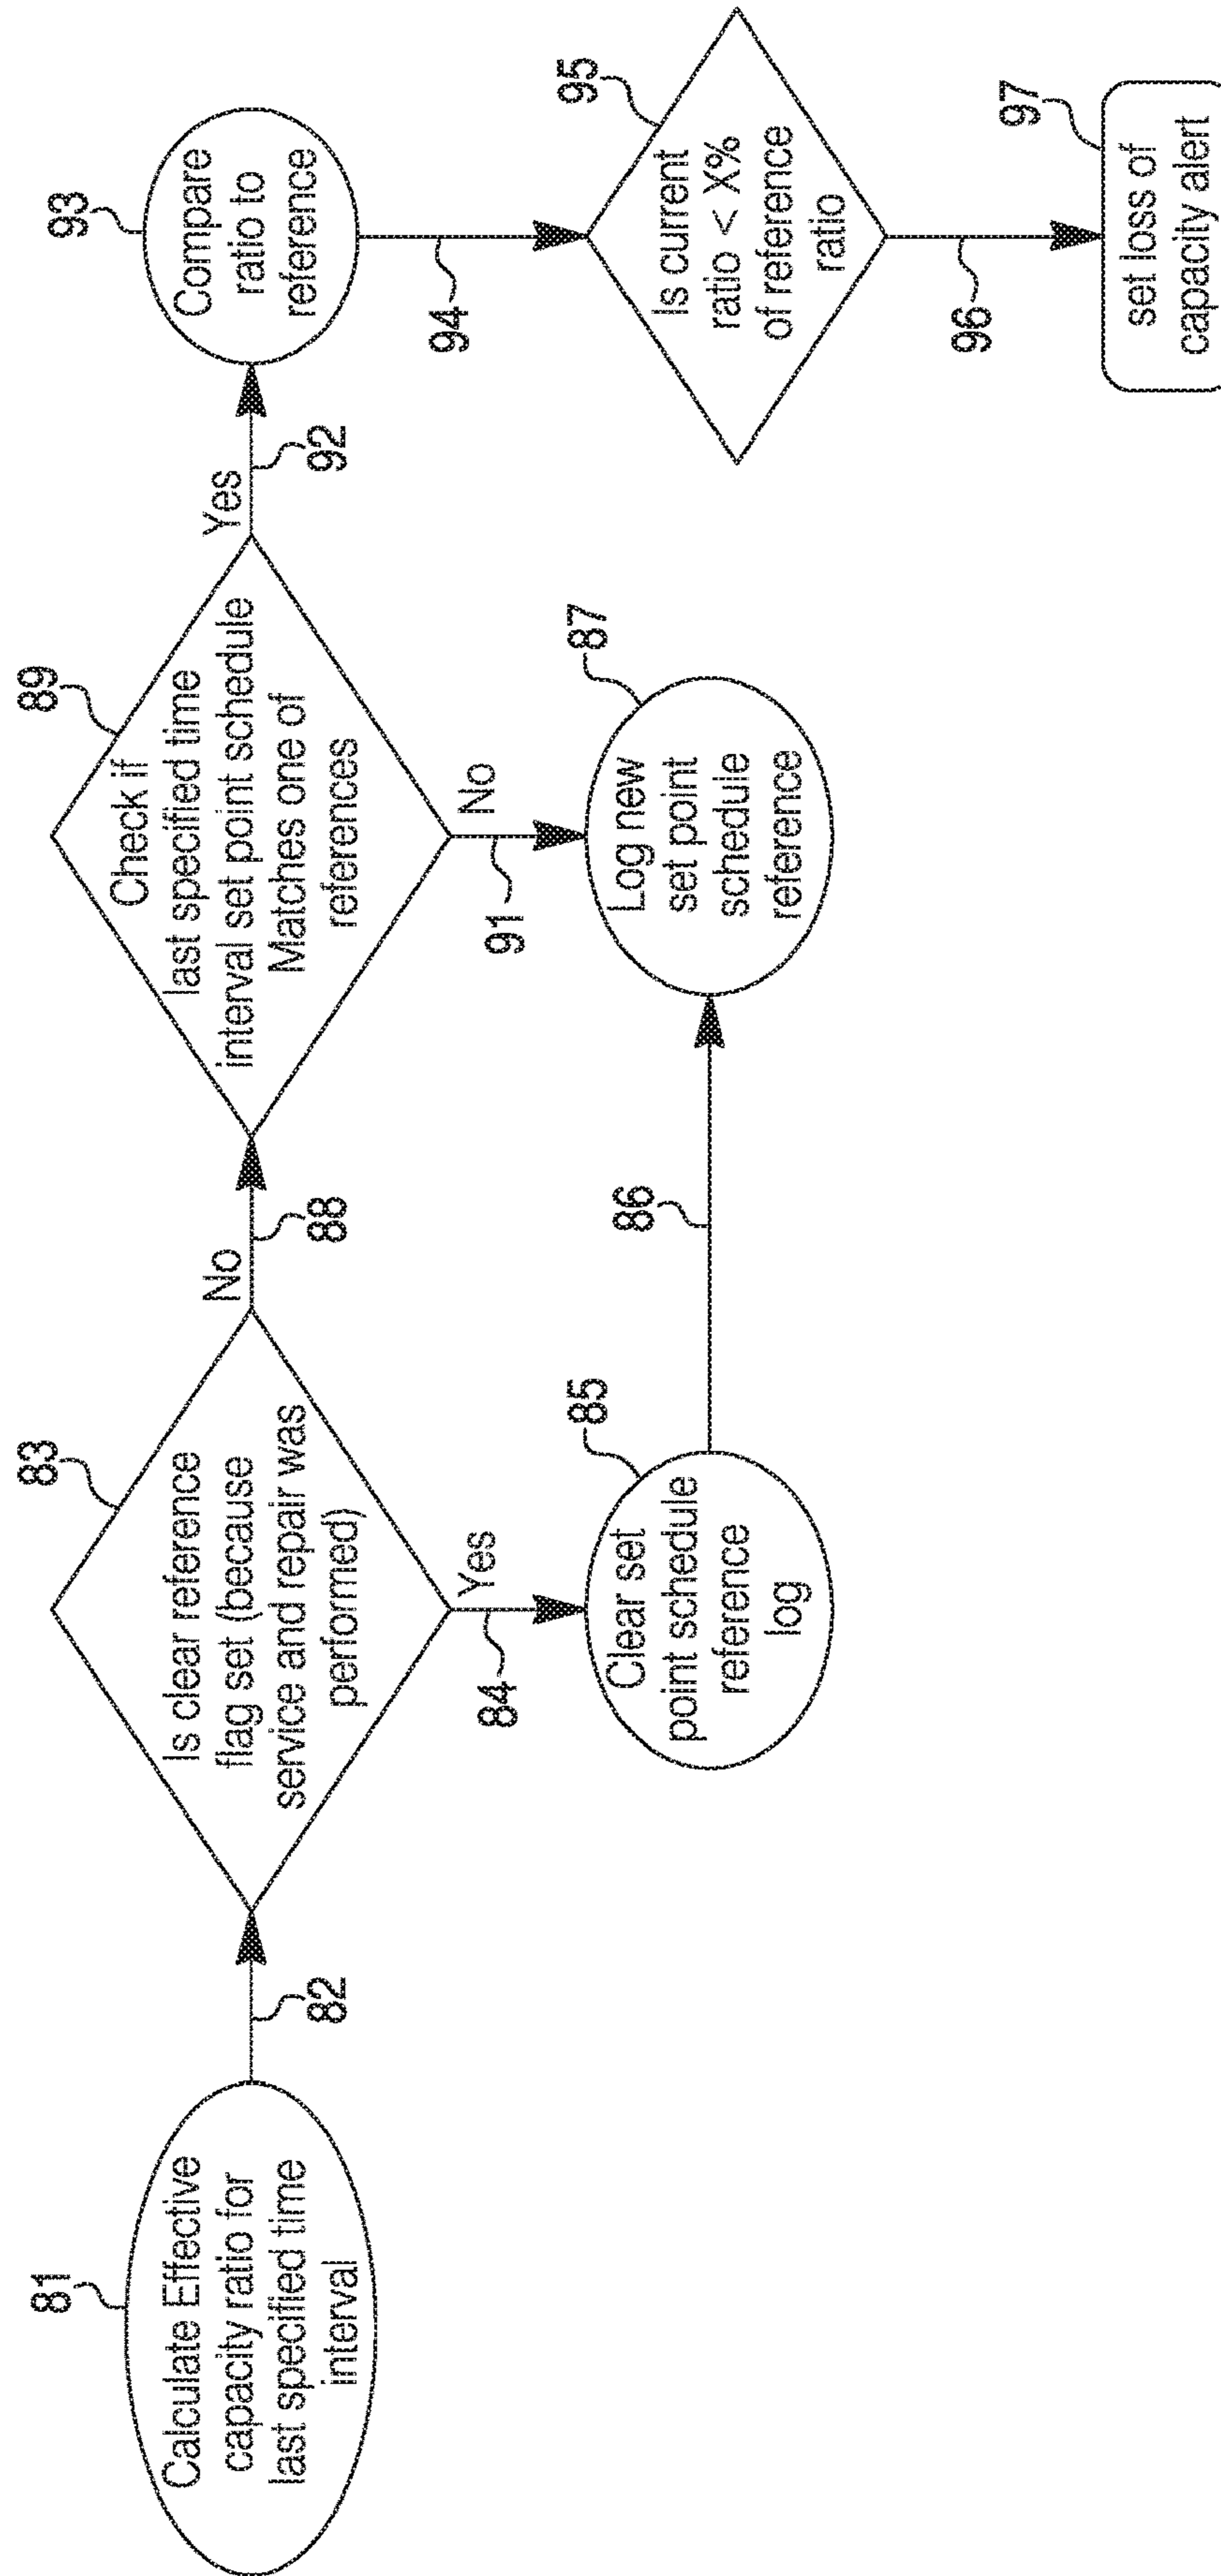 81
Calculate Effective
capacity ratio for
last specified time
interval
82
83
Is clear reference
flag set (because
service and repair was
performed)
No
88
Yes
84
85
Clear set
point schedule
reference
log
86
89
Check if
last specified time
interval set point schedule
Matches one of
references
Yes
92
No
91
87
Log new
set point
schedule
reference
93
Compare
ratio to
reference
94
95
Is current
ratio < X%
of reference
ratio
96
97
set loss of
capacity alert